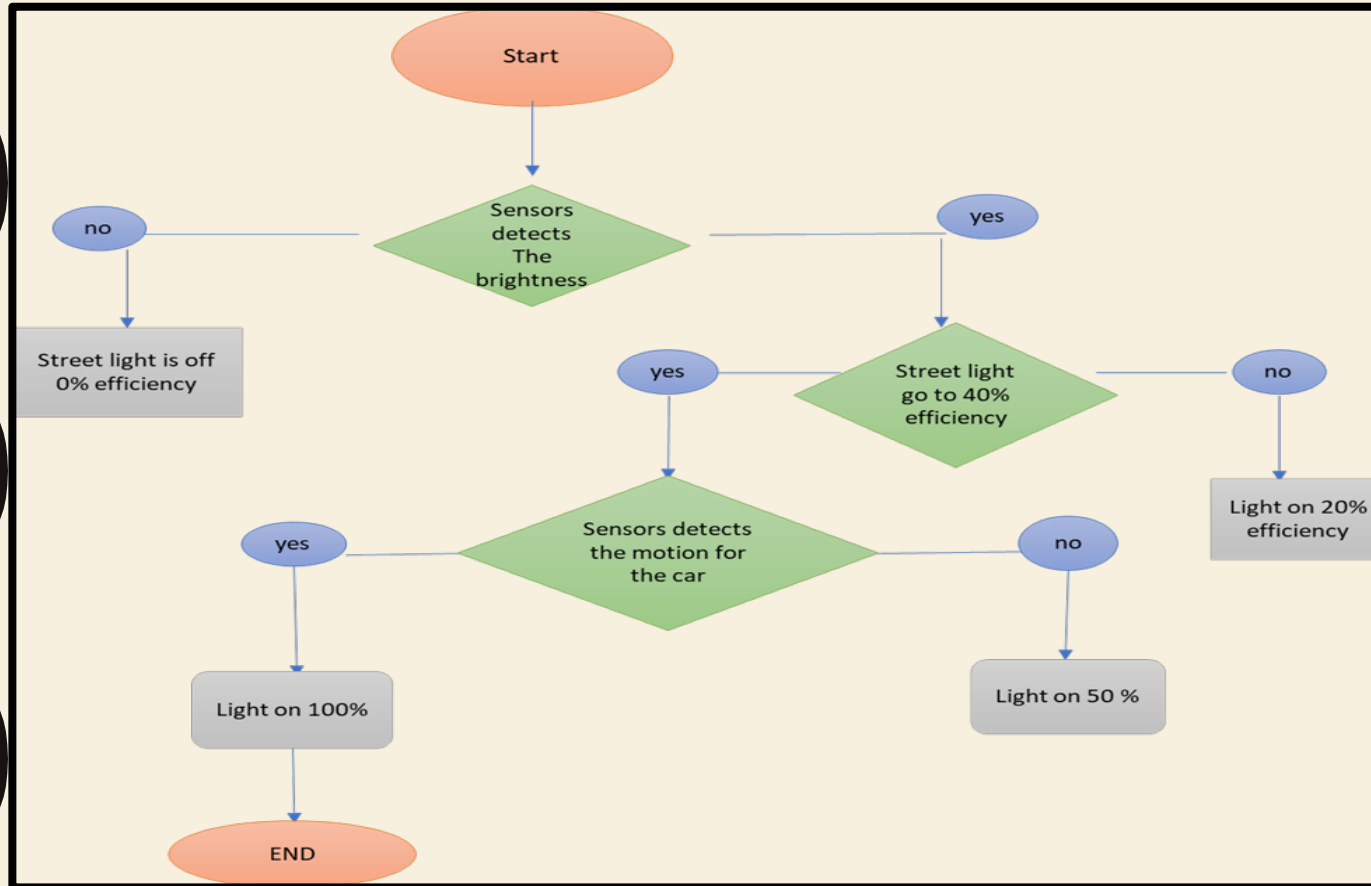 Start
Sensors
detects
The
brightness
no
yes
Street light is off
0% efficiency
yes
Street light
go to 40%
efficiency
no
Light on 20%
efficiency
yes
Sensors detects
the motion for
the car
no
Light on 100%
Light on 50 %
END